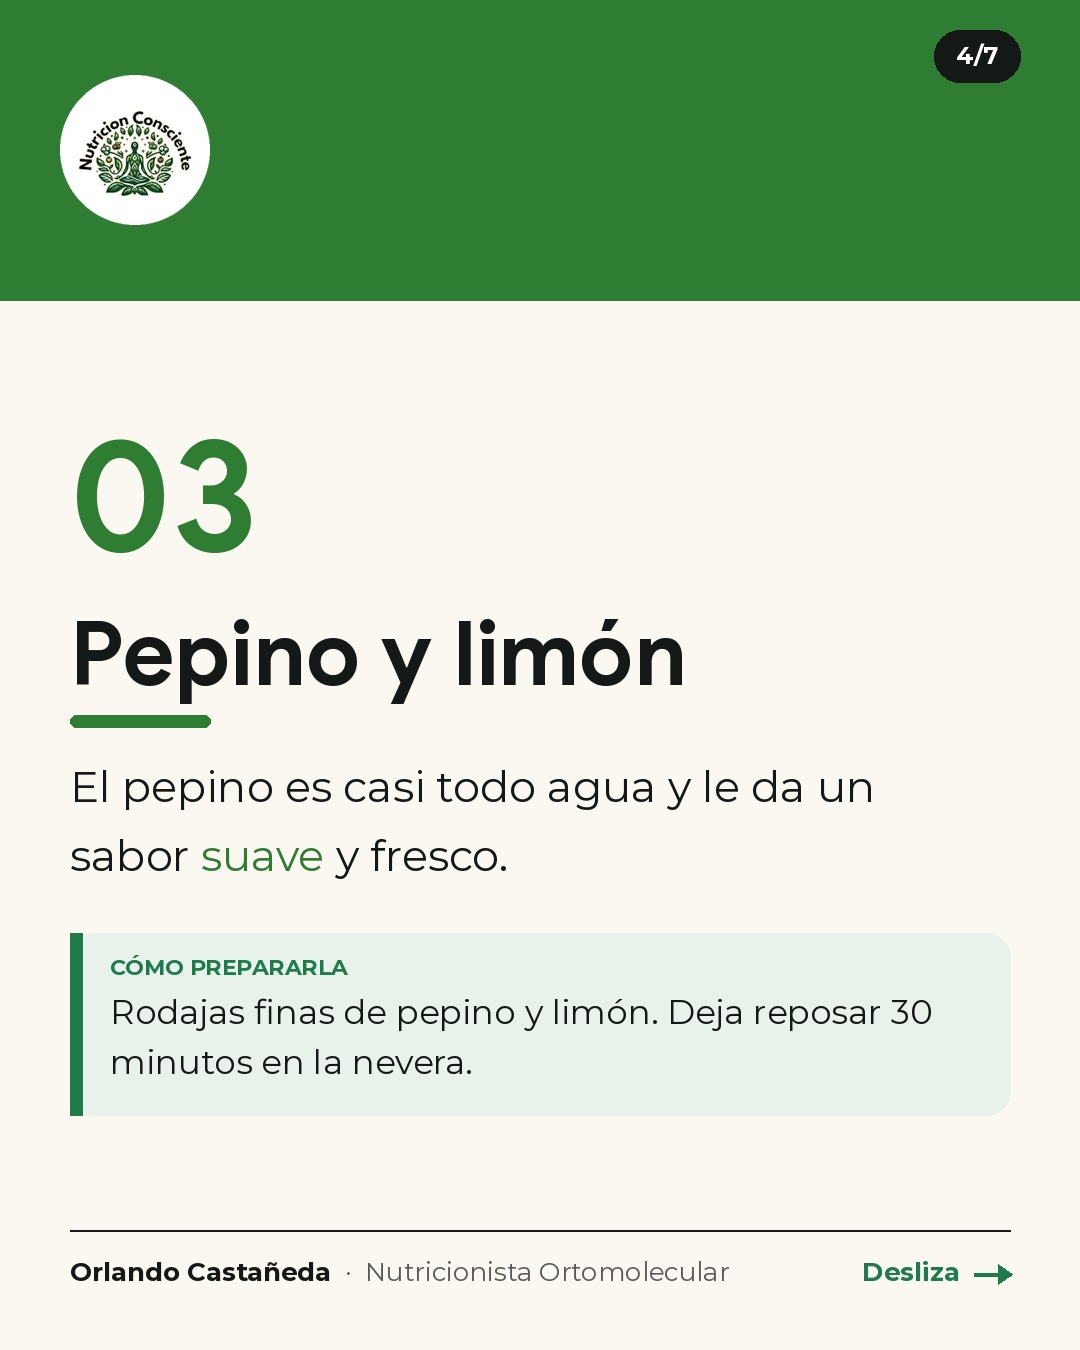 4/7
Nutricion Consciente
03
Pepino y limón
El pepino es casi todo agua y le da un
sabor suave y fresco.
CÓMO PREPARARLA
Rodajas finas de pepino y limón. Deja reposar 30
minutos en la nevera.
Orlando Castañeda · Nutricionista Ortomolecular
Desliza